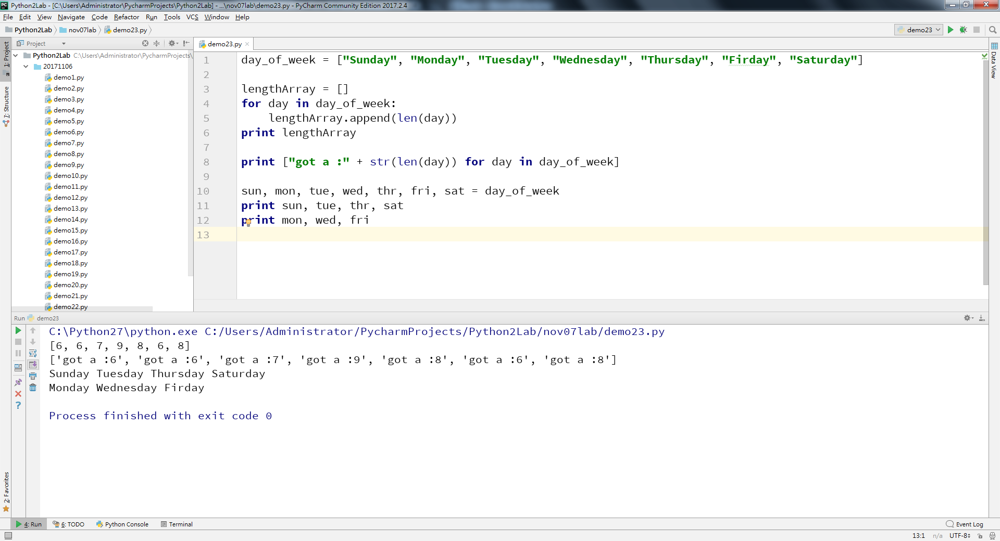 Python2Lab - [C:\Users\Administrator\PycharmProjects\Python2Lab] - ...\nov07lab\demo23.py - PyCharm Community Edition 2017.2.4
File Edit View Navigate Code Refactor Run Tools VCS Window Help
Python2Lab nov07lab demo23.py
demo23
Project
demo23.py
1: Project
7: Structure
2: Favorites
Data View
Python2Lab C:\Users\Administrator\PycharmProjects\
20171106
demo1.py
demo2.py
demo3.py
demo4.py
demo5.py
demo6.py
demo7.py
demo8.py
demo9.py
demo10.py
demo11.py
demo12.py
demo13.py
demo14.py
demo15.py
demo16.py
demo17.py
demo18.py
demo19.py
demo20.py
demo21.py
demo22.py
1 day_of_week = ["Sunday", "Monday", "Tuesday", "Wednesday", "Thursday", "Firday", "Saturday"]
2
3 lengthArray = []
4 for day in day_of_week:
5     lengthArray.append(len(day))
6 print lengthArray
7
8 print ["got a :" + str(len(day)) for day in day_of_week]
9
10 sun, mon, tue, wed, thr, fri, sat = day_of_week
11 print sun, tue, thr, sat
12 print mon, wed, fri
13
Run demo23
C:\Python27\python.exe C:/Users/Administrator/PycharmProjects/Python2Lab/nov07lab/demo23.py
[6, 6, 7, 9, 8, 6, 8]
['got a :6', 'got a :6', 'got a :7', 'got a :9', 'got a :8', 'got a :6', 'got a :8']
Sunday Tuesday Thursday Saturday
Monday Wednesday Firday
Process finished with exit code 0
4: Run 6: TODO Python Console Terminal Event Log
13:1 n/a UTF-8